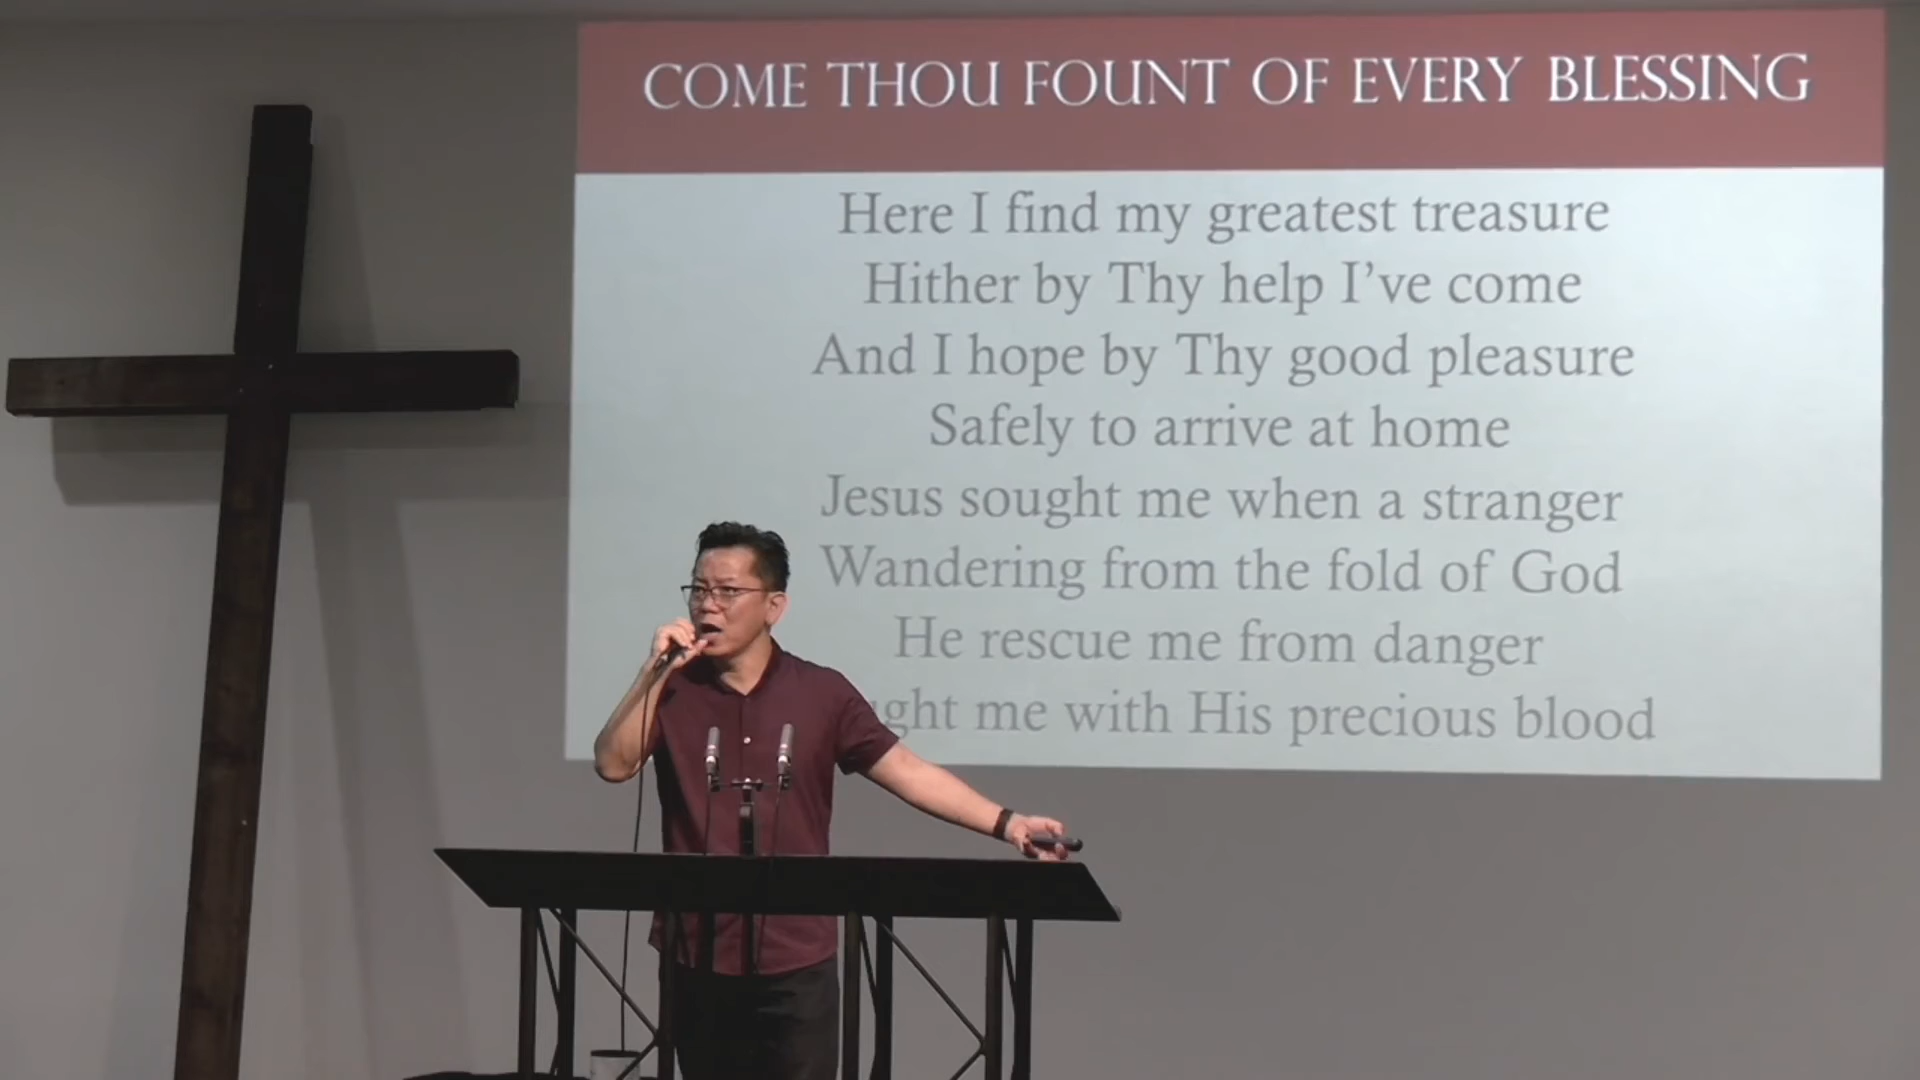 COME THOU FOUNT OF EVERY BLESSING
Here I find my greatest treasure
Hither by Thy help I've come
And I hope by Thy good pleasure
Safely to arrive at home
Jesus sought me when a stranger
Wandering from the fold of God
He rescue me from danger
me with His precious blood